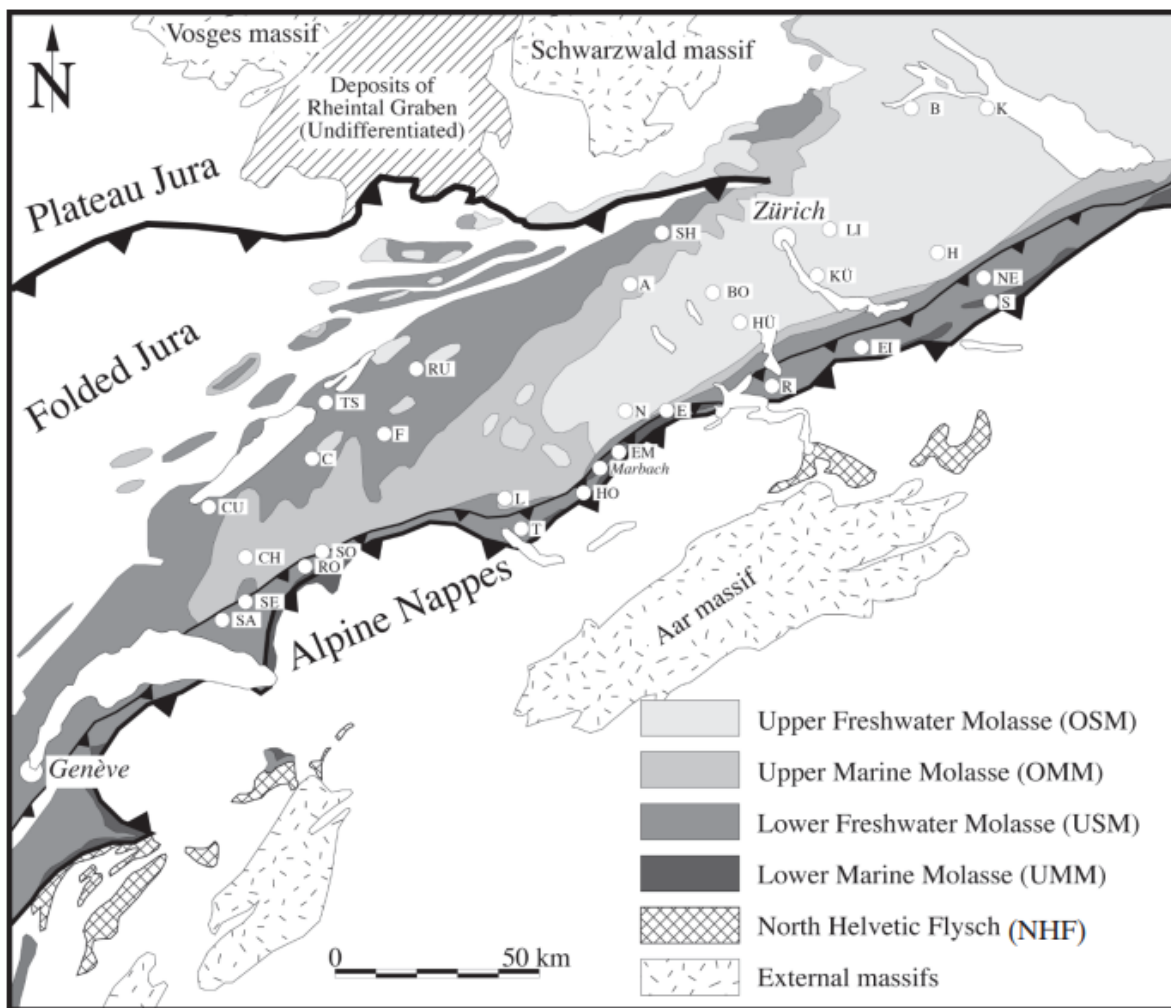 Vosges massif
Schwarzwald massif
N
Deposits of
Rheintal Graben
(Undifferentiated)
B
K
Plateau Jura
Zürich
SH
LI
H
A
BO
KÜ
NE
S
HÜ
EI
Folded Jura
RU
R
TS
N
E
F
EM
C
Marbach
CU
L
HO
T
CH
SO
RO
SE
SA
Alpine Nappes
Aar massif
Genève
Upper Freshwater Molasse (OSM)
Upper Marine Molasse (OMM)
Lower Freshwater Molasse (USM)
Lower Marine Molasse (UMM)
North Helvetic Flysch (NHF)
External massifs
0 50 km